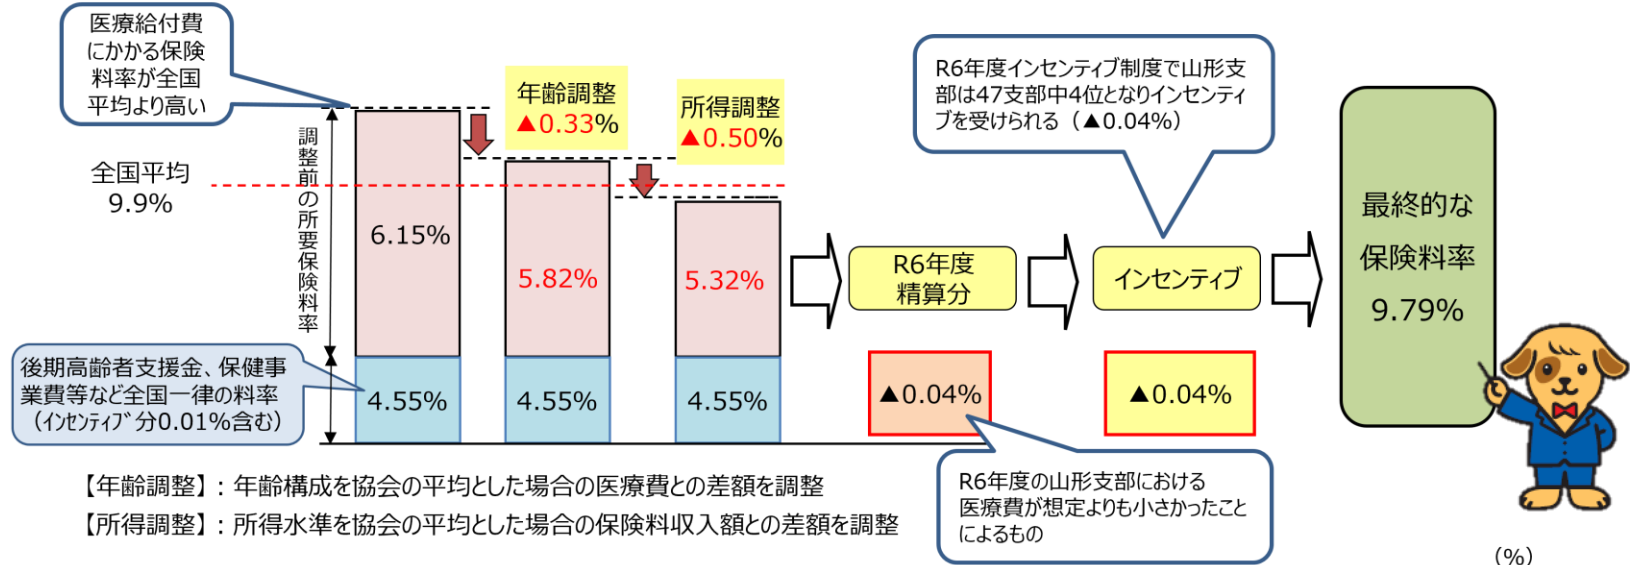 医療給付費
にかかる保険
料率が全国
平均より高い
全国平均
9.9%
調整前の所要保険料率
年齢調整
▲0.33%
所得調整
▲0.50%
6.15%
5.82%
5.32%
4.55%
4.55%
4.55%
後期高齢者支援金、保健事
業費等など全国一律の料率
（インセンティブ分0.01%含む）
R6年度
精算分
▲0.04%
R6年度の山形支部における
医療費が想定よりも小さかったこと
によるもの
R6年度インセンティブ制度で山形支
部は47支部中4位となりインセンティ
ブを受けられる（▲0.04%）
インセンティブ
▲0.04%
最終的な
保険料率
9.79%
【年齢調整】：年齢構成を協会の平均とした場合の医療費との差額を調整
【所得調整】：所得水準を協会の平均とした場合の保険料収入額との差額を調整
（%）